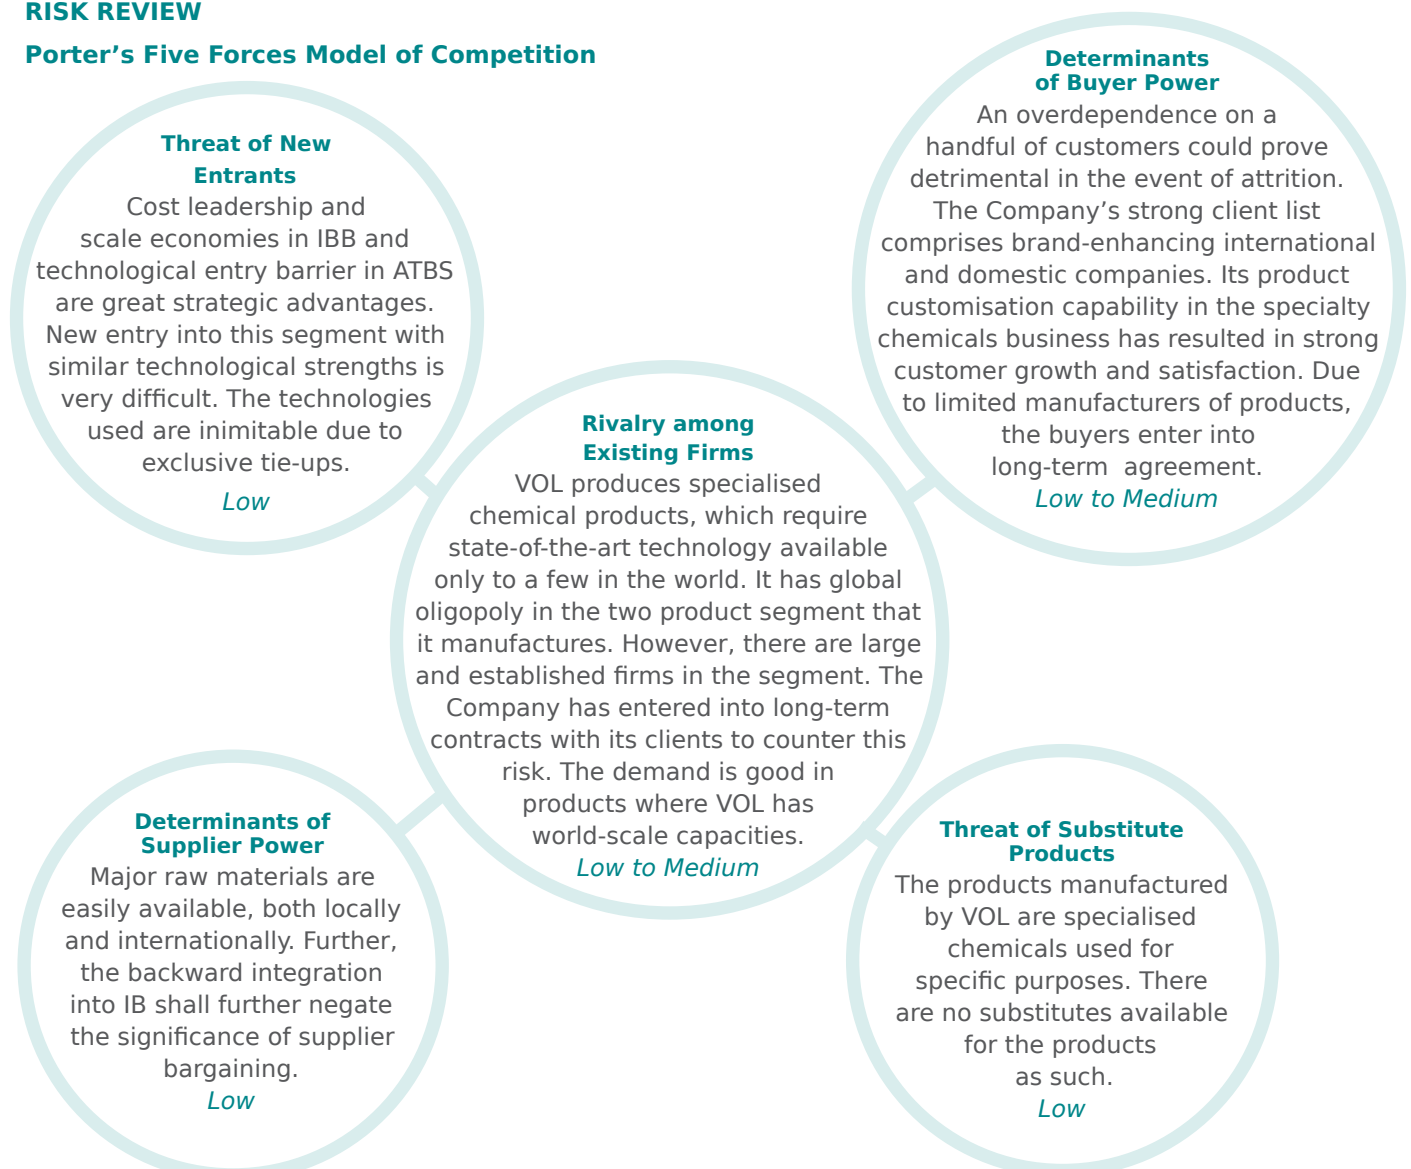 RISK REVIEW
Porter’s Five Forces Model of Competition
Threat of New
Entrants
Cost leadership and
scale economies in IBB and
technological entry barrier in ATBS
are great strategic advantages.
New entry into this segment with
similar technological strengths is
very difficult. The technologies
used are inimitable due to
exclusive tie-ups.
Low
Determinants
of Buyer Power
An overdependence on a
handful of customers could prove
detrimental in the event of attrition.
The Company’s strong client list
comprises brand-enhancing international
and domestic companies. Its product
customisation capability in the specialty
chemicals business has resulted in strong
customer growth and satisfaction. Due
to limited manufacturers of products,
the buyers enter into
long-term  agreement.
Low to Medium
Rivalry among
Existing Firms
VOL produces specialised
chemical products, which require
state-of-the-art technology available
only to a few in the world. It has global
oligopoly in the two product segment that
it manufactures. However, there are large
and established firms in the segment. The
Company has entered into long-term
contracts with its clients to counter this
risk. The demand is good in
products where VOL has
world-scale capacities.
Low to Medium
Determinants of
Supplier Power
Major raw materials are
easily available, both locally
and internationally. Further,
the backward integration
into IB shall further negate
the significance of supplier
bargaining.
Low
Threat of Substitute
Products
The products manufactured
by VOL are specialised
chemicals used for
specific purposes. There
are no substitutes available
for the products
as such.
Low